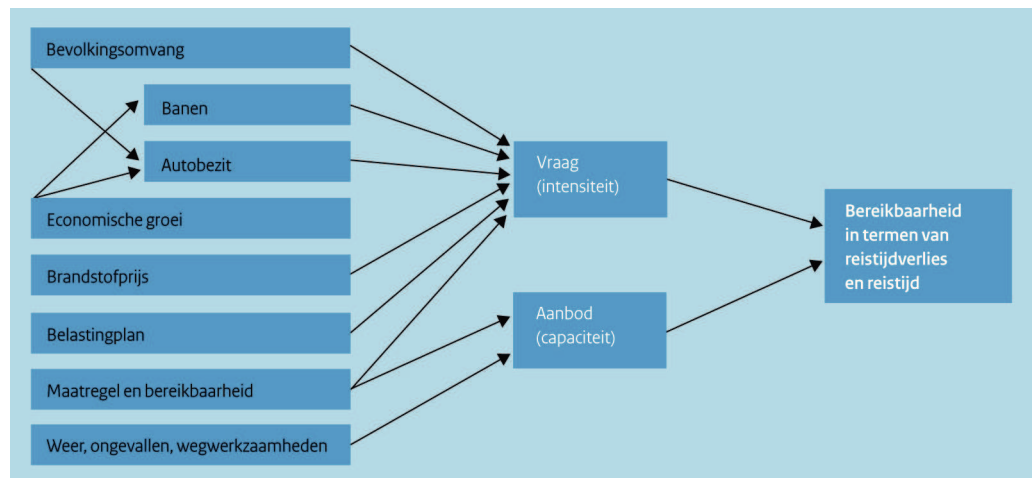 Bevolkingsomvang
Banen
Autobezit
Economische groei
Brandstofprijs
Belastingplan
Maatregel en bereikbaarheid
Weer, ongevallen, wegwerkzaamheden
Vraag
(intensiteit)
Aanbod
(capaciteit)
Bereikbaarheid
in termen van
reistijdverlies
en reistijd